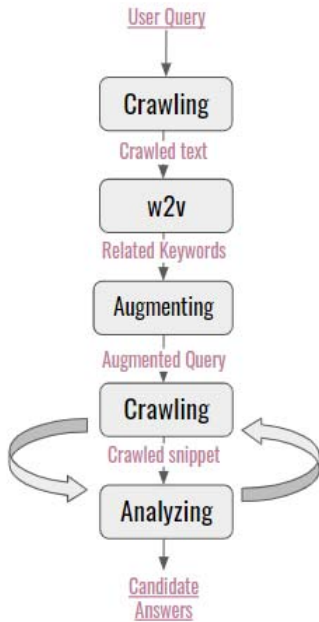 User Query
Crawling
Crawled text
w2v
Related Keywords
Augmenting
Augmented Query
Crawling
Crawled snippet
Analyzing
Candidate
Answers